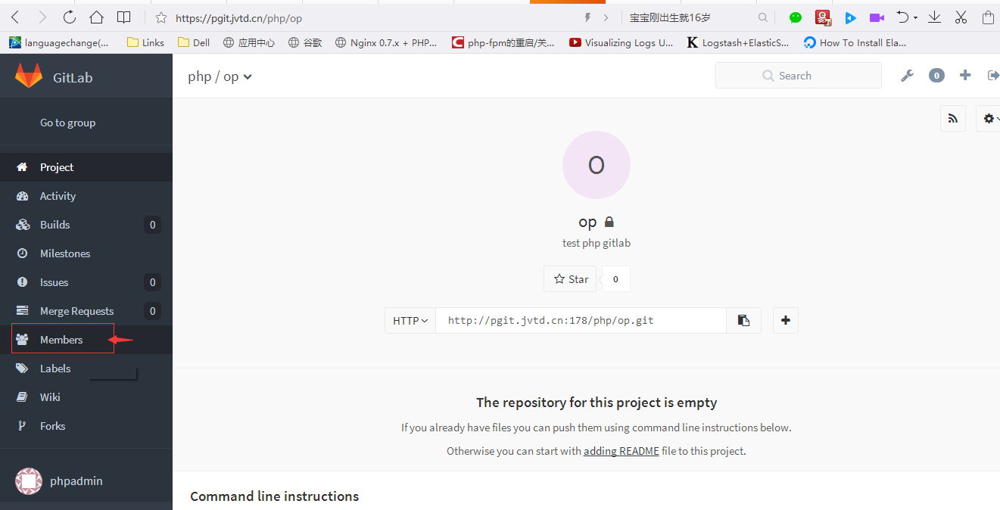 https://pgit.jvtd.cn/php/op
宝宝刚出生就16岁
languagechange(...
Links
Dell
应用中心
谷歌
Nginx 0.7.x + PHP...
php-fpm的重启/关...
Visualizing Logs U...
Logstash+ElasticS...
How To Install Ela...
GitLab
php / op
Search
0
Go to group
Project
Activity
Builds 0
Milestones
Issues 0
Merge Requests 0
Members
Labels
Wiki
Forks
phpadmin
O
op
test php gitlab
Star 0
HTTP http://pgit.jvtd.cn:178/php/op.git
The repository for this project is empty
If you already have files you can push them using command line instructions below.
Otherwise you can start with adding README file to this project.
Command line instructions